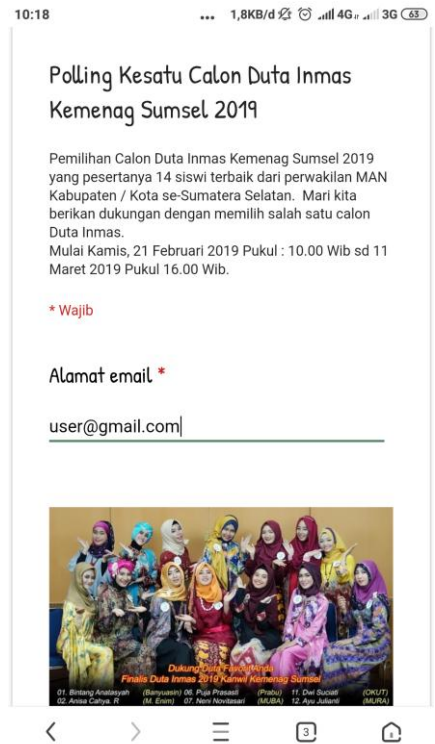 10:18 ... 1,8KB/d 4G 3G 63
Polling Kesatu Calon Duta Inmas
Kemenag Sumsel 2019
Pemilihan Calon Duta Inmas Kemenag Sumsel 2019
yang pesertanya 14 siswi terbaik dari perwakilan MAN
Kabupaten / Kota se-Sumatera Selatan. Mari kita
berikan dukungan dengan memilih salah satu calon
Duta Inmas.
Mulai Kamis, 21 Februari 2019 Pukul : 10.00 Wib sd 11
Maret 2019 Pukul 16.00 Wib.
* Wajib
Alamat email *
user@gmail.com
Dukung Duta Favorit Anda
Finalis Duta Inmas 2019 Kanwil Kemenag Sumsel
01. Bintang Anatasyah (Banyuasin) 06. Puja Prasasti (Prabu) 11. Dwi Suciati (OKUT)
02. Anisa Cahya. R (M. Enim) 07. Neni Novitasari (MUBA) 12. Ayu Julianti (MURA)
3